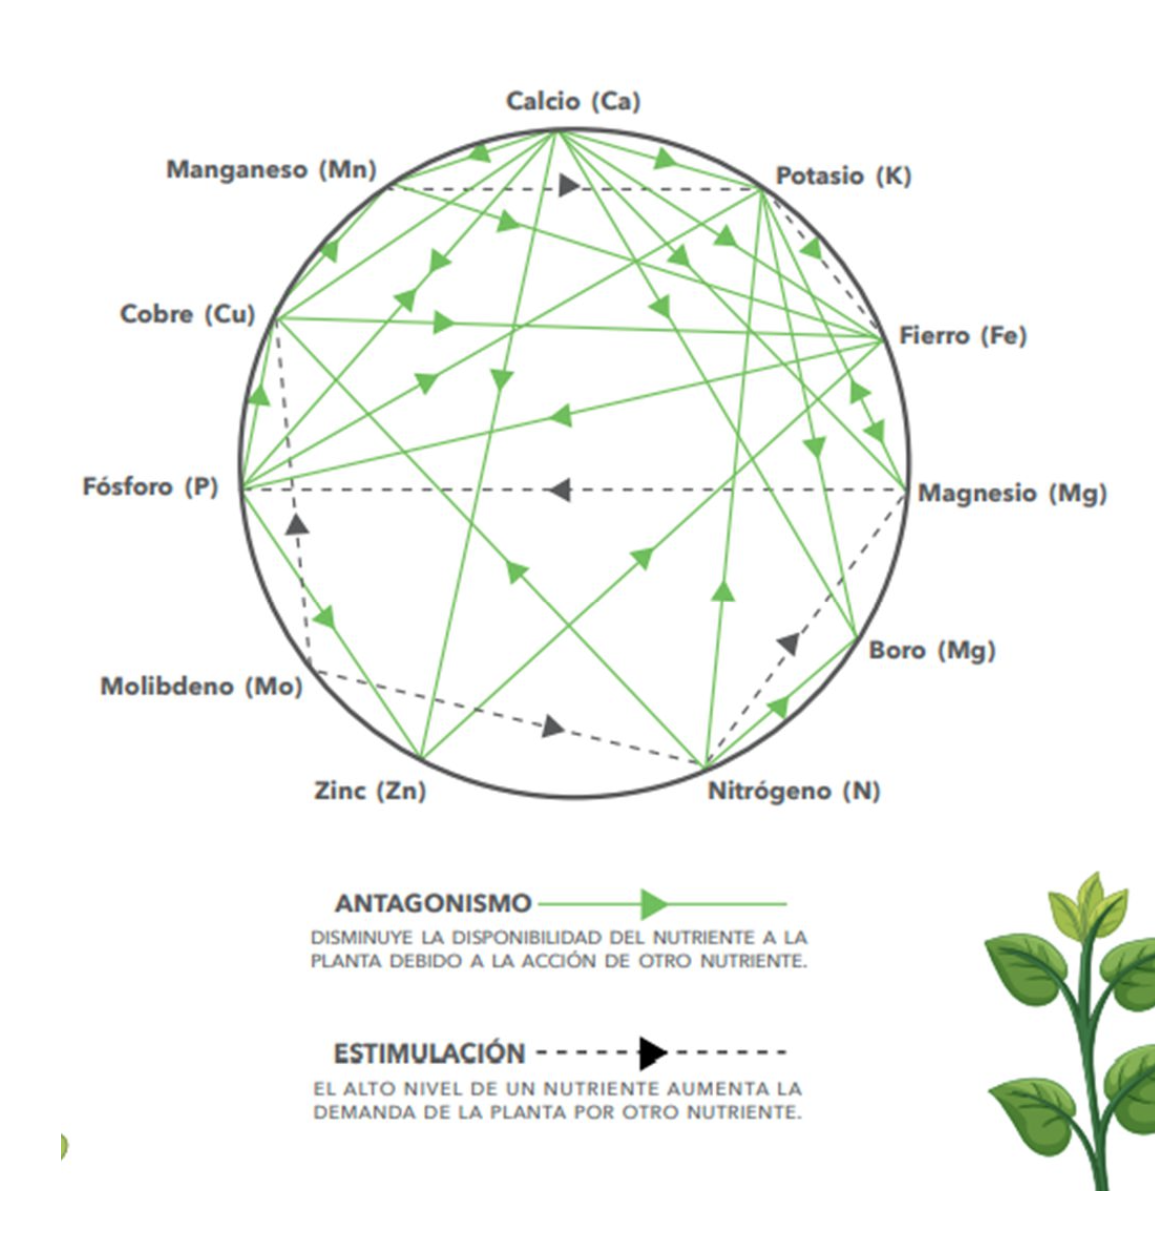 Calcio (Ca)
Manganeso (Mn)
Potasio (K)
Cobre (Cu)
Fierro (Fe)
Fósforo (P)
Magnesio (Mg)
Boro (Mg)
Molibdeno (Mo)
Zinc (Zn)
Nitrógeno (N)
ANTAGONISMO
DISMINUYE LA DISPONIBILIDAD DEL NUTRIENTE A LA
PLANTA DEBIDO A LA ACCIÓN DE OTRO NUTRIENTE.
ESTIMULACIÓN
EL ALTO NIVEL DE UN NUTRIENTE AUMENTA LA
DEMANDA DE LA PLANTA POR OTRO NUTRIENTE.